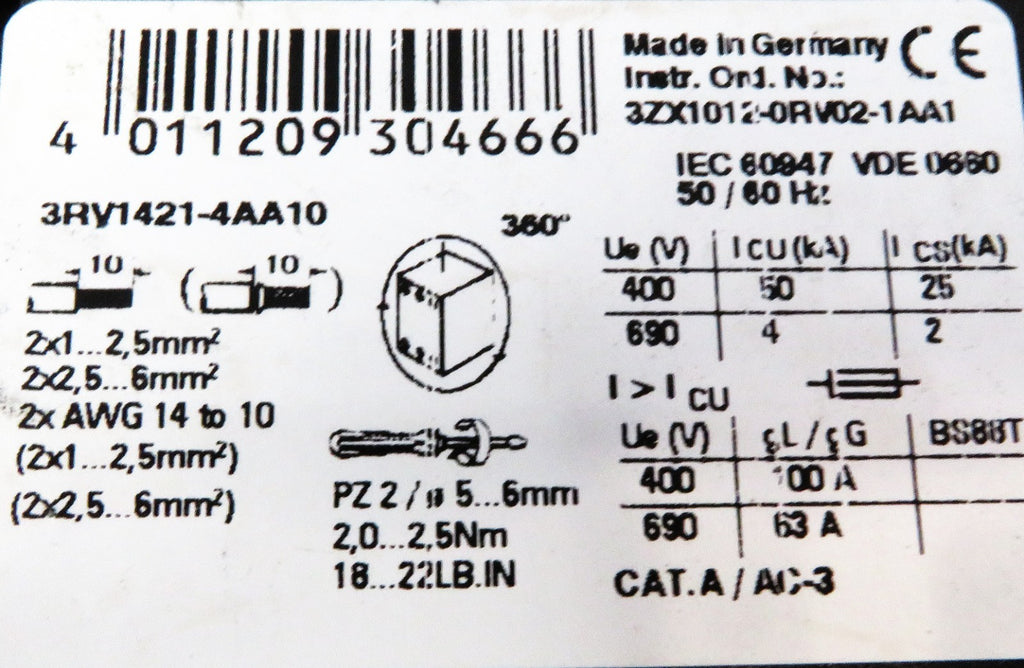 Made in Germany CE
Instr. Ord. No.:
3ZX1012-0RV02-1AA1
4 011209 304666
IEC 60947 VDE 0660
50 / 60 Hz
3RV1421-4AA10
360°
10 (10)
Ue (V) ICU(kA) ICS(kA)
400 50 25
690 4 2
2x1...2,5mm²
2x2,5...6mm²
2x AWG 14 to 10
(2x1...2,5mm²)
(2x2,5...6mm²)
I > ICU
Ue (V) gL / gG BS88T
400 100 A
690 63 A
PZ 2 / ø 5...6mm
2,0...2,5Nm
18...22LB.IN
CAT.A / AC-3